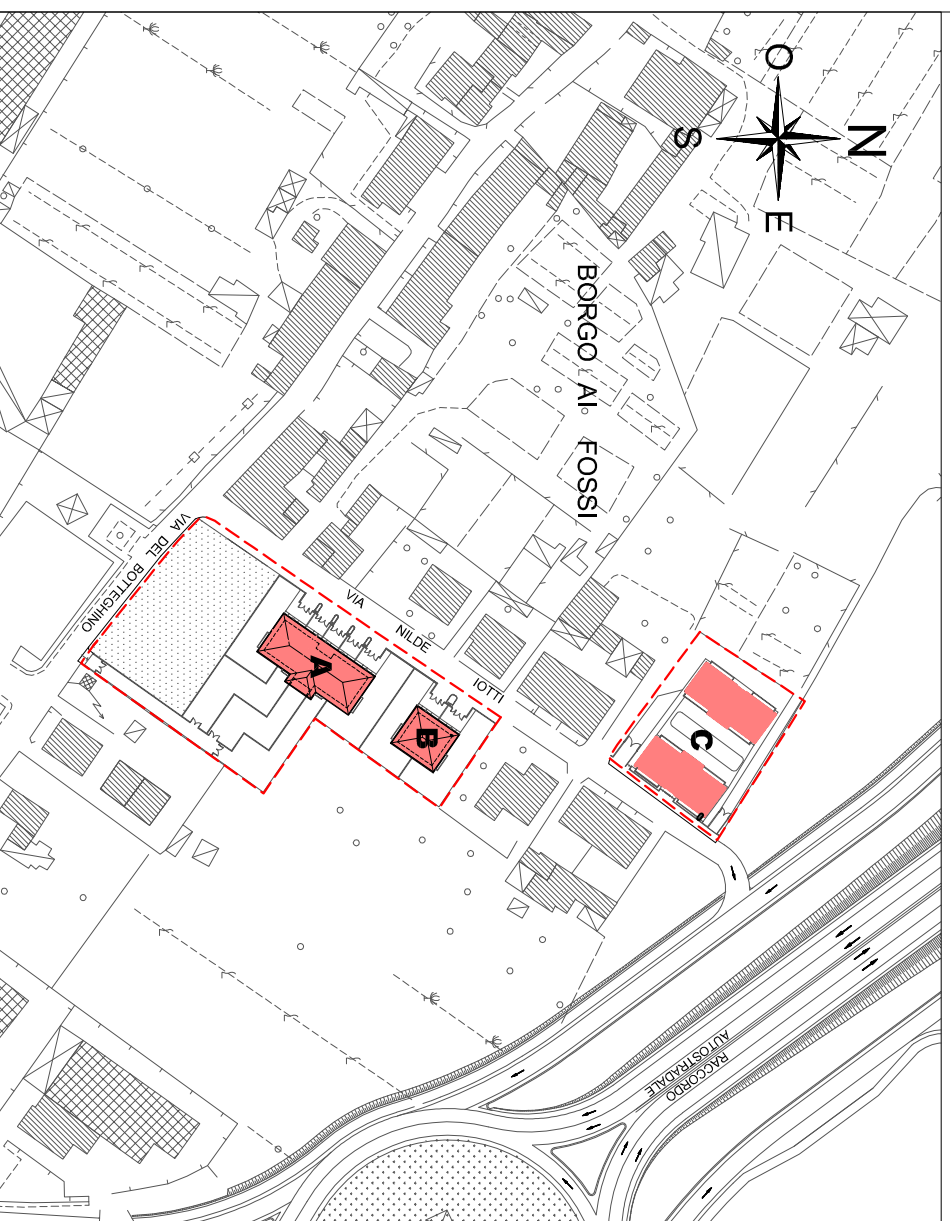 O
N
S
E
BORGO AI FOSSI
VIA DEL BOTTEGHINO
VIA NILDE IOTTI
A
B
C
RACCORDO
AUTOSTRADALE